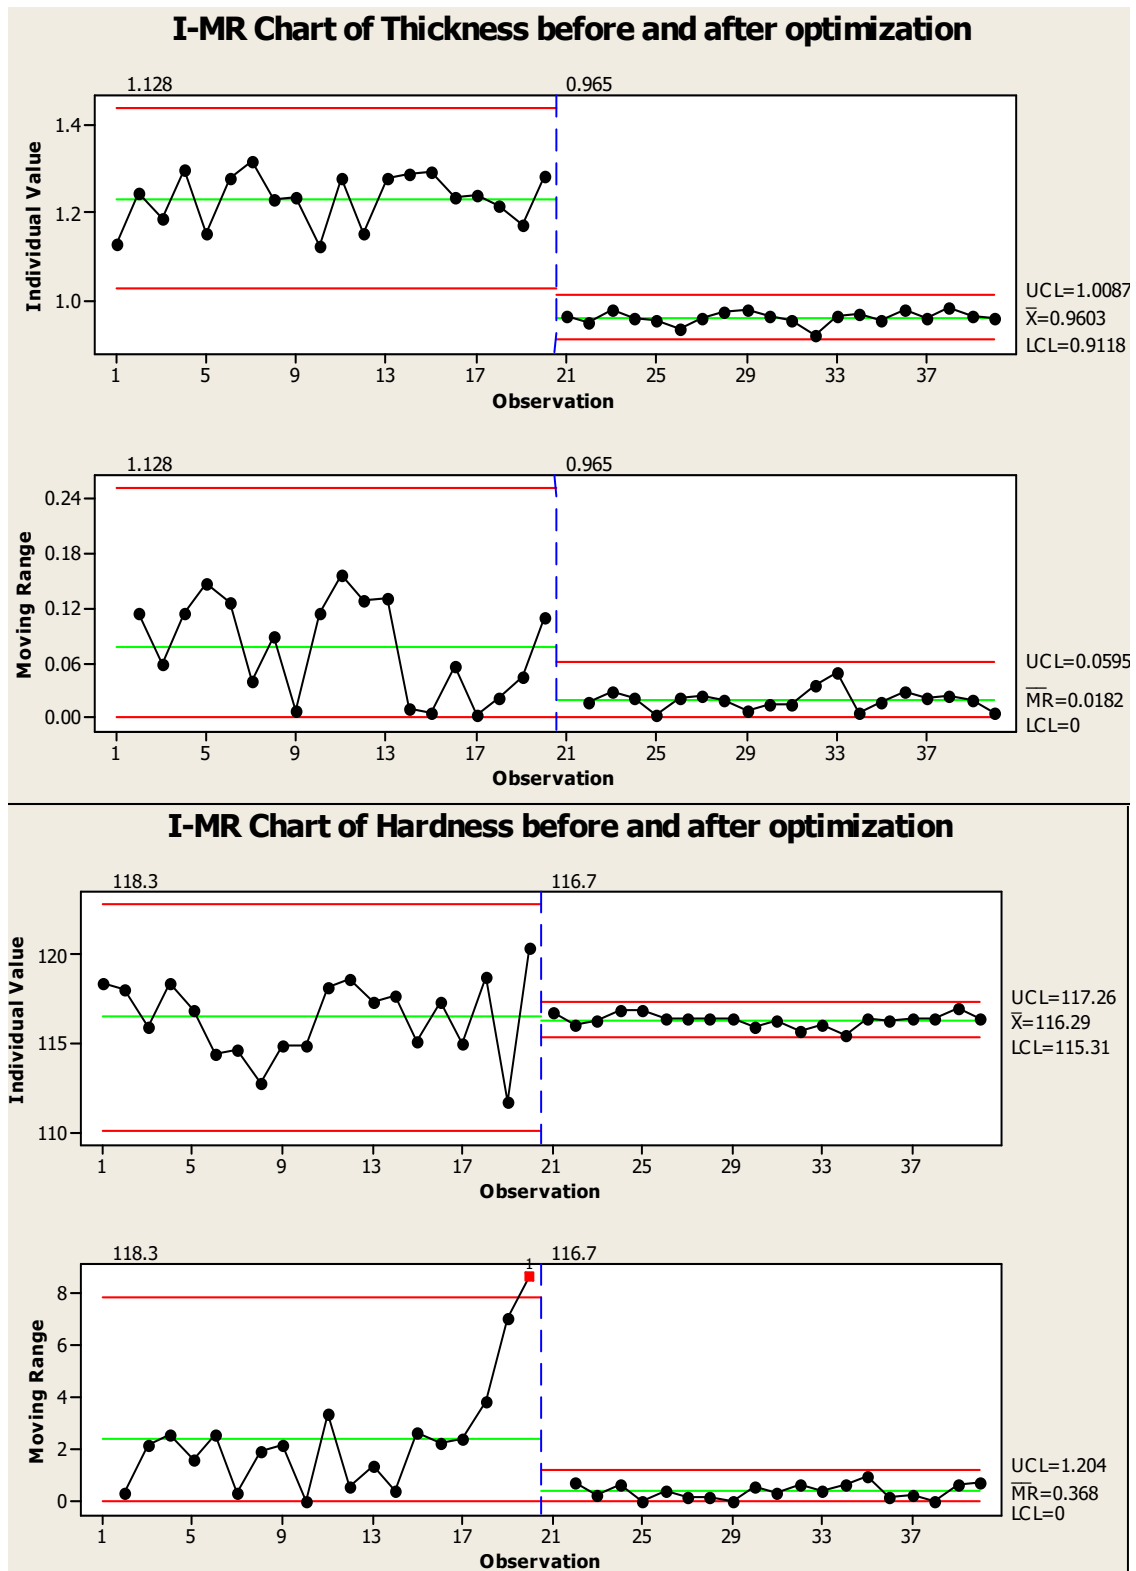 I-MR Chart of Thickness before and after optimization
1.128 0.965
Individual Value
1.4
1.2
1.0
UCL=1.0087
X̅=0.9603
LCL=0.9118
1 5 9 13 17 21 25 29 33 37
Observation
1.128 0.965
Moving Range
0.24
0.18
0.12
0.06
0.00
UCL=0.0595
M̅R̅=0.0182
LCL=0
1 5 9 13 17 21 25 29 33 37
Observation
I-MR Chart of Hardness before and after optimization
118.3 116.7
Individual Value
120
115
110
UCL=117.26
X̅=116.29
LCL=115.31
1 5 9 13 17 21 25 29 33 37
Observation
118.3 116.7
1
Moving Range
8
6
4
2
0
UCL=1.204
M̅R̅=0.368
LCL=0
1 5 9 13 17 21 25 29 33 37
Observation